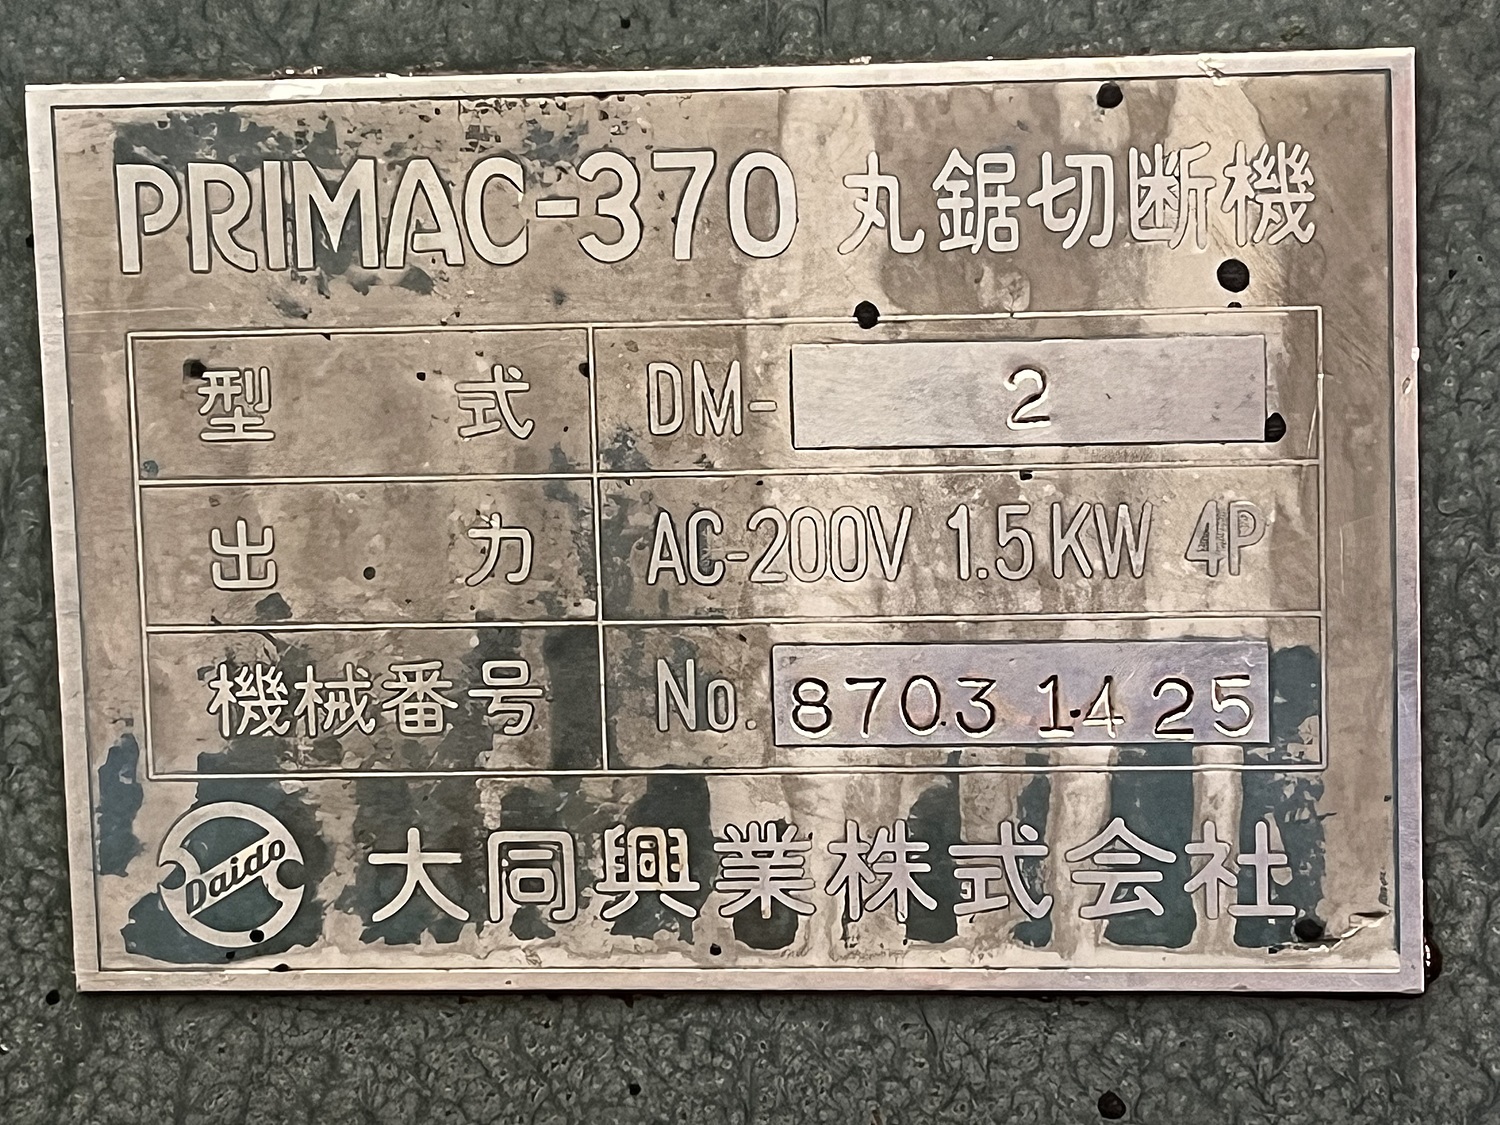 PRIMAC-370 丸鋸切断機
型式 DM-2
出力 AC-200V 1.5KW 4P
機械番号 No. 8703 14 25
Daido 大同興業株式会社